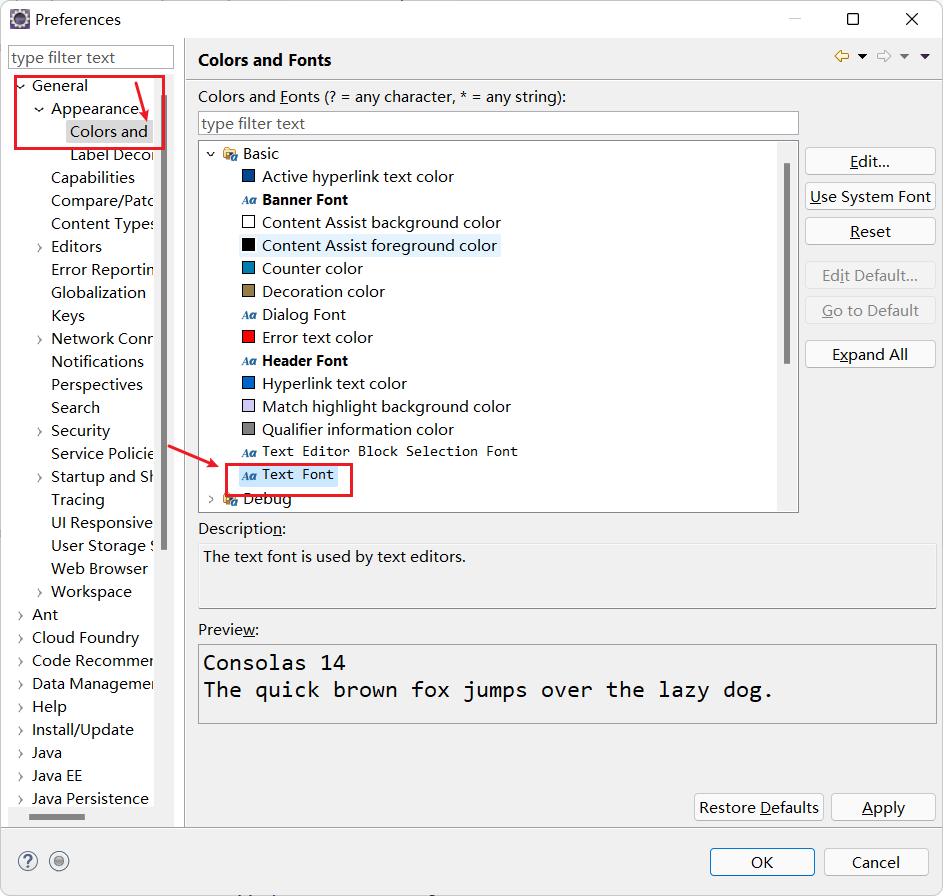 Preferences
type filter text
General
Appearance
Colors and
Label Decor
Capabilities
Compare/Patc
Content Types
Editors
Error Reportin
Globalization
Keys
Network Conn
Notifications
Perspectives
Search
Security
Service Policie
Startup and Sh
Tracing
UI Responsive
User Storage S
Web Browser
Workspace
Ant
Cloud Foundry
Code Recommen
Data Managemen
Help
Install/Update
Java
Java EE
Java Persistence
Colors and Fonts
Colors and Fonts (? = any character, * = any string):
type filter text
Basic
Active hyperlink text color
Aa Banner Font
Content Assist background color
Content Assist foreground color
Counter color
Decoration color
Aa Dialog Font
Error text color
Aa Header Font
Hyperlink text color
Match highlight background color
Qualifier information color
Aa Text Editor Block Selection Font
Aa Text Font
Debug
Edit...
Use System Font
Reset
Edit Default...
Go to Default
Expand All
Description:
The text font is used by text editors.
Preview:
Consolas 14
The quick brown fox jumps over the lazy dog.
Restore Defaults
Apply
?
OK
Cancel